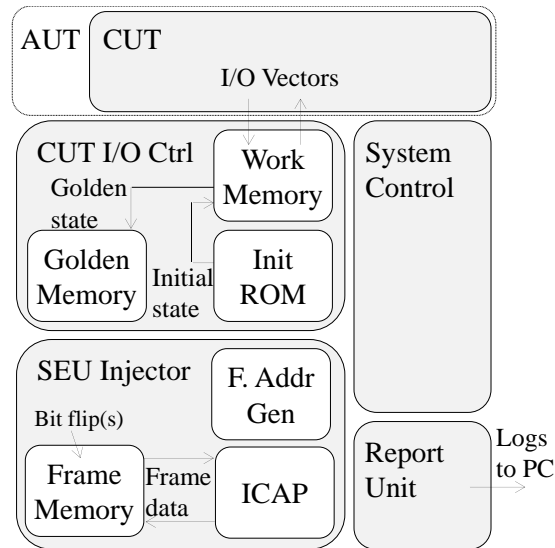 AUT
CUT
I/O Vectors
CUT I/O Ctrl
Work
Memory
Golden
state
Golden
Memory
Initial
state
Init
ROM
System
Control
SEU Injector
F. Addr
Gen
Bit flip(s)
Frame
Memory
Frame
data
ICAP
Report
Unit
Logs
to PC